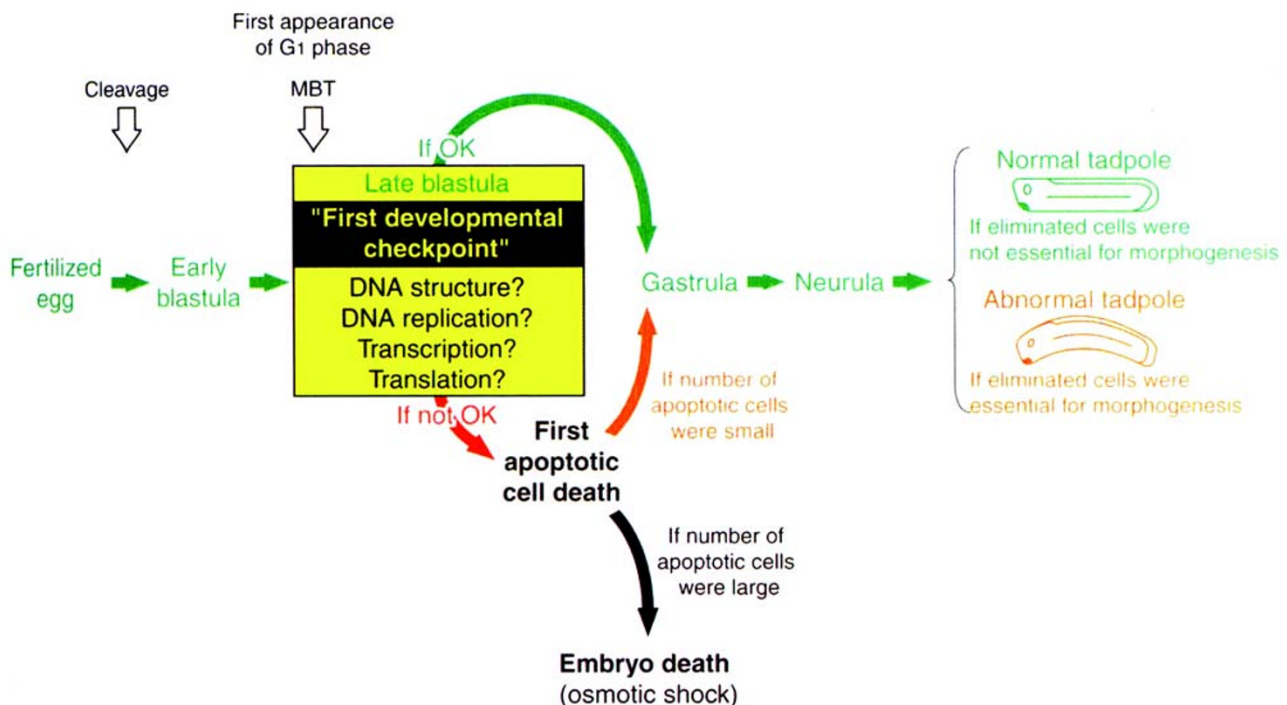 First appearance
of G1 phase
Cleavage
MBT
If OK
Late blastula
"First developmental
checkpoint"
DNA structure?
DNA replication?
Transcription?
Translation?
Fertilized
egg
Early
blastula
Gastrula
Neurula
Normal tadpole
If eliminated cells were
not essential for morphogenesis
Abnormal tadpole
If eliminated cells were
essential for morphogenesis
If not OK
First
apoptotic
cell death
If number of
apoptotic cells
were small
If number of
apoptotic cells
were large
Embryo death
(osmotic shock)